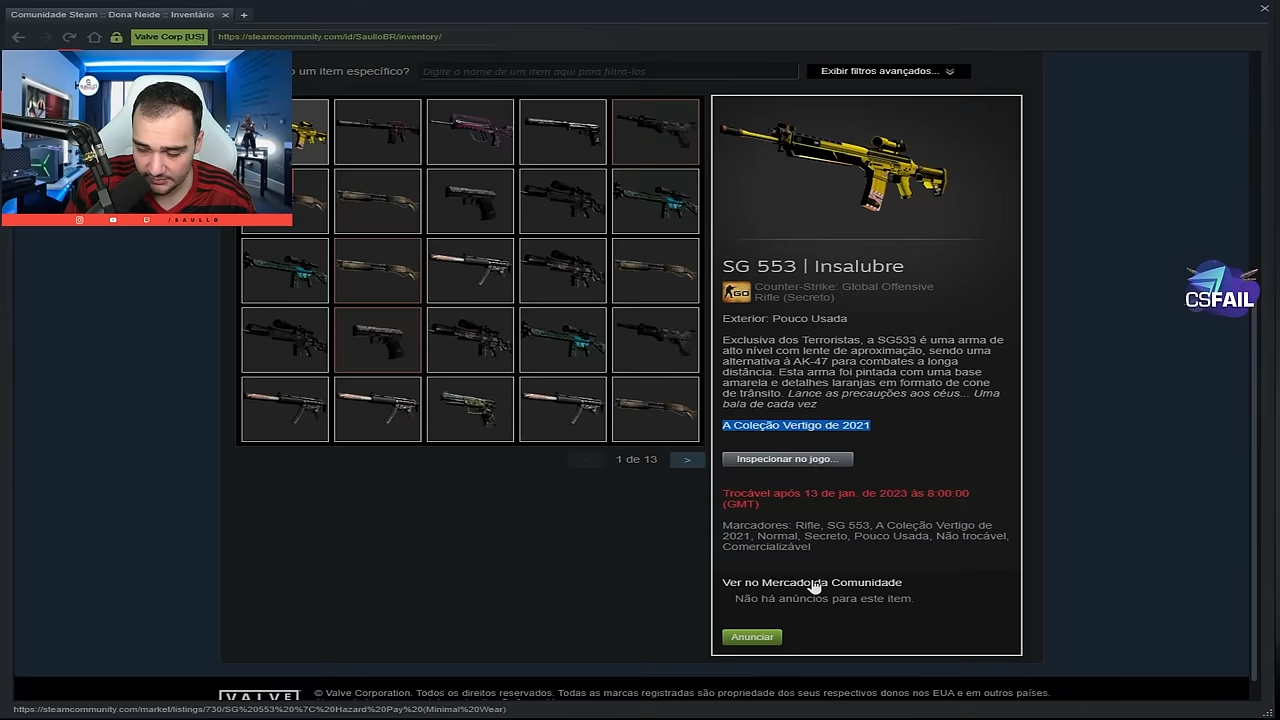 Comunidade Steam :: Dona Neide :: Inventário
Valve Corp [US]
https://steamcommunity.com/id/SaulloBR/inventory/
o um item específico?
Digite o nome de um item aqui para filtrá-los
Exibir filtros avançados...
/SAULLO
1 de 13
>
SG 553 | Insalubre
GO
Counter-Strike: Global Offensive
Rifle (Secreto)
Exterior: Pouco Usada
Exclusiva dos Terroristas, a SG533 é uma arma de
alto nível com lente de aproximação, sendo uma
alternativa à AK-47 para combates a longa
distância. Esta arma foi pintada com uma base
amarela e detalhes laranjas em formato de cone
de trânsito. Lance as precauções aos céus... Uma
bala de cada vez
A Coleção Vertigo de 2021
Inspecionar no jogo...
Trocável após 13 de jan. de 2023 às 8:00:00
(GMT)
Marcadores: Rifle, SG 553, A Coleção Vertigo de
2021, Normal, Secreto, Pouco Usada, Não trocável,
Comercializável
Ver no Mercado da Comunidade
Não há anúncios para este item.
Anunciar
CSFAIL
VALVE
© Valve Corporation. Todos os direitos reservados. Todas as marcas registradas são propriedade dos seus respectivos donos nos EUA e em outros países.
https://steamcommunity.com/market/listings/730/SG%20553%20%7C%20Hazard%20Pay%20(Minimal%20Wear)